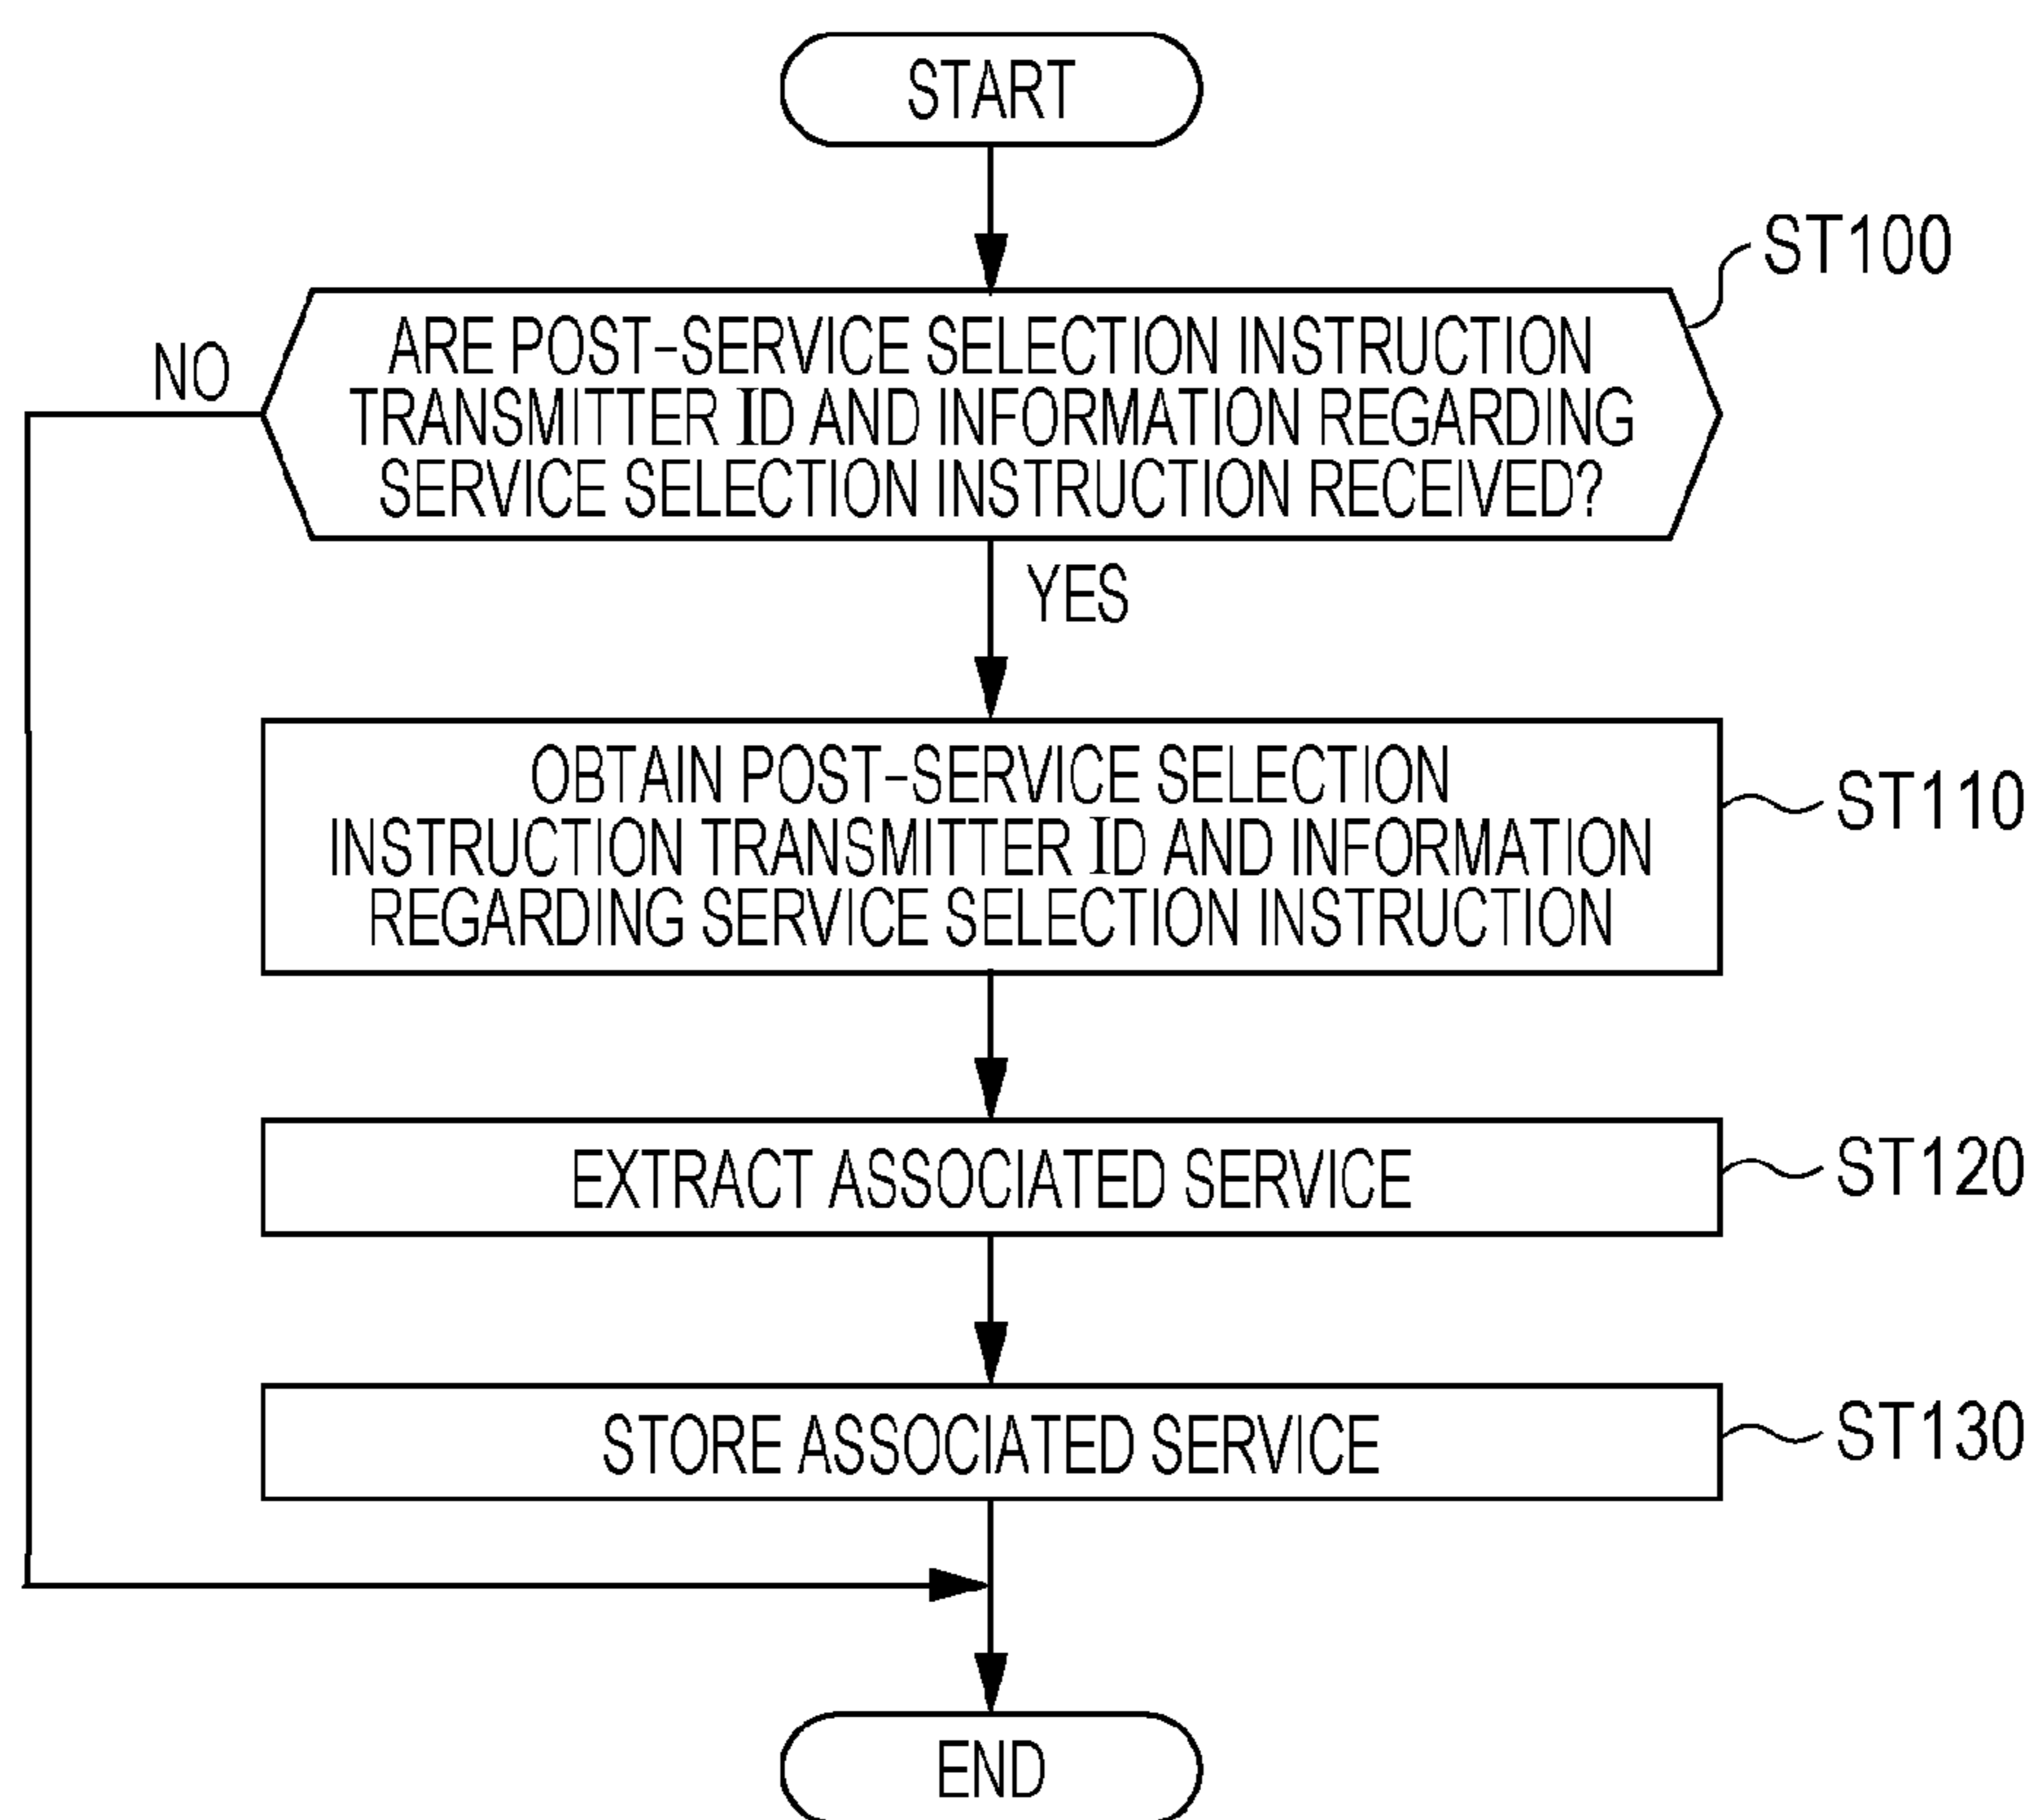 START
ST100
ARE POST-SERVICE SELECTION INSTRUCTION
NO
TRANSMITTER ID AND INFORMATION REGARDING
SERVICE SELECTION INSTRUCTION RECEIVED?
YES
OBTAIN POST-SERVICE SELECTION
ST110
INSTRUCTION TRANSMITTER ID AND INFORMATION
REGARDING SERVICE SELECTION INSTRUCTION
EXTRACT ASSOCIATED SERVICE
ST120
STORE ASSOCIATED SERVICE
ST130
END